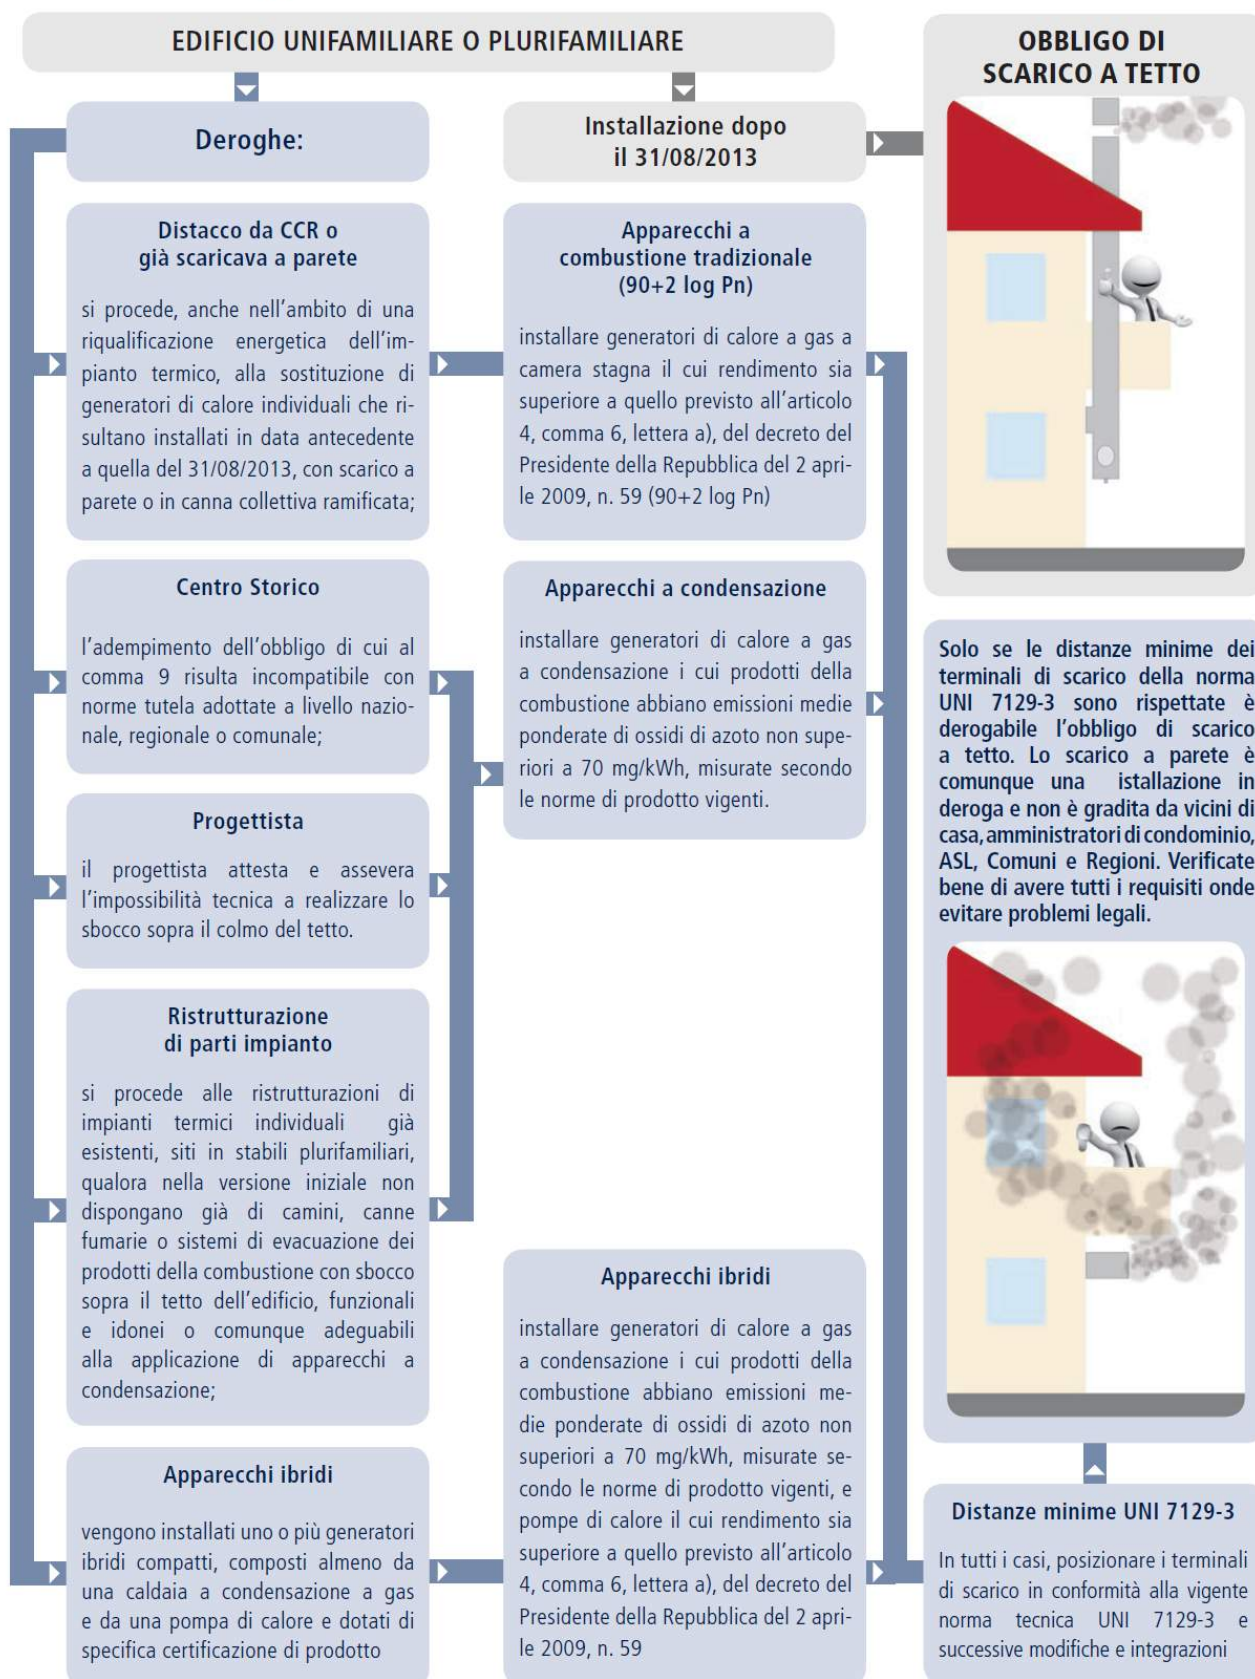 EDIFICIO UNIFAMILIARE O PLURIFAMILIARE
Deroghe:
Distacco da CCR o
già scaricava a parete
si procede, anche nell'ambito di una
riqualificazione energetica dell'im-
pianto termico, alla sostituzione di
generatori di calore individuali che ri-
sultano installati in data antecedente
a quella del 31/08/2013, con scarico a
parete o in canna collettiva ramificata;
Centro Storico
l'adempimento dell'obbligo di cui al
comma 9 risulta incompatibile con
norme tutela adottate a livello nazio-
nale, regionale o comunale;
Progettista
il progettista attesta e assevera
l'impossibilità tecnica a realizzare lo
sbocco sopra il colmo del tetto.
Ristrutturazione
di parti impianto
si procede alle ristrutturazioni di
impianti termici individuali già
esistenti, siti in stabili plurifamiliari,
qualora nella versione iniziale non
dispongano già di camini, canne
fumarie o sistemi di evacuazione dei
prodotti della combustione con sbocco
sopra il tetto dell'edificio, funzionali
e idonei o comunque adeguabili
alla applicazione di apparecchi a
condensazione;
Apparecchi ibridi
vengono installati uno o più generatori
ibridi compatti, composti almeno da
una caldaia a condensazione a gas
e da una pompa di calore e dotati di
specifica certificazione di prodotto
Installazione dopo
il 31/08/2013
Apparecchi a
combustione tradizionale
(90+2 log Pn)
installare generatori di calore a gas a
camera stagna il cui rendimento sia
superiore a quello previsto all'articolo
4, comma 6, lettera a), del decreto del
Presidente della Repubblica del 2 apri-
le 2009, n. 59 (90+2 log Pn)
Apparecchi a condensazione
installare generatori di calore a gas
a condensazione i cui prodotti della
combustione abbiano emissioni medie
ponderate di ossidi di azoto non supe-
riori a 70 mg/kWh, misurate secondo
le norme di prodotto vigenti.
Apparecchi ibridi
installare generatori di calore a gas
a condensazione i cui prodotti della
combustione abbiano emissioni me-
die ponderate di ossidi di azoto non
superiori a 70 mg/kWh, misurate se-
condo le norme di prodotto vigenti, e
pompe di calore il cui rendimento sia
superiore a quello previsto all'articolo
4, comma 6, lettera a), del decreto del
Presidente della Repubblica del 2 apri-
le 2009, n. 59
OBBLIGO DI
SCARICO A TETTO
Solo se le distanze minime dei
terminali di scarico della norma
UNI 7129-3 sono rispettate è
derogabile l'obbligo di scarico
a tetto. Lo scarico a parete è
comunque una istallazione in
deroga e non è gradita da vicini di
casa, amministratori di condominio,
ASL, Comuni e Regioni. Verificate
bene di avere tutti i requisiti onde
evitare problemi legali.
Distanze minime UNI 7129-3
In tutti i casi, posizionare i terminali
di scarico in conformità alla vigente
norma tecnica UNI 7129-3 e
successive modifiche e integrazioni